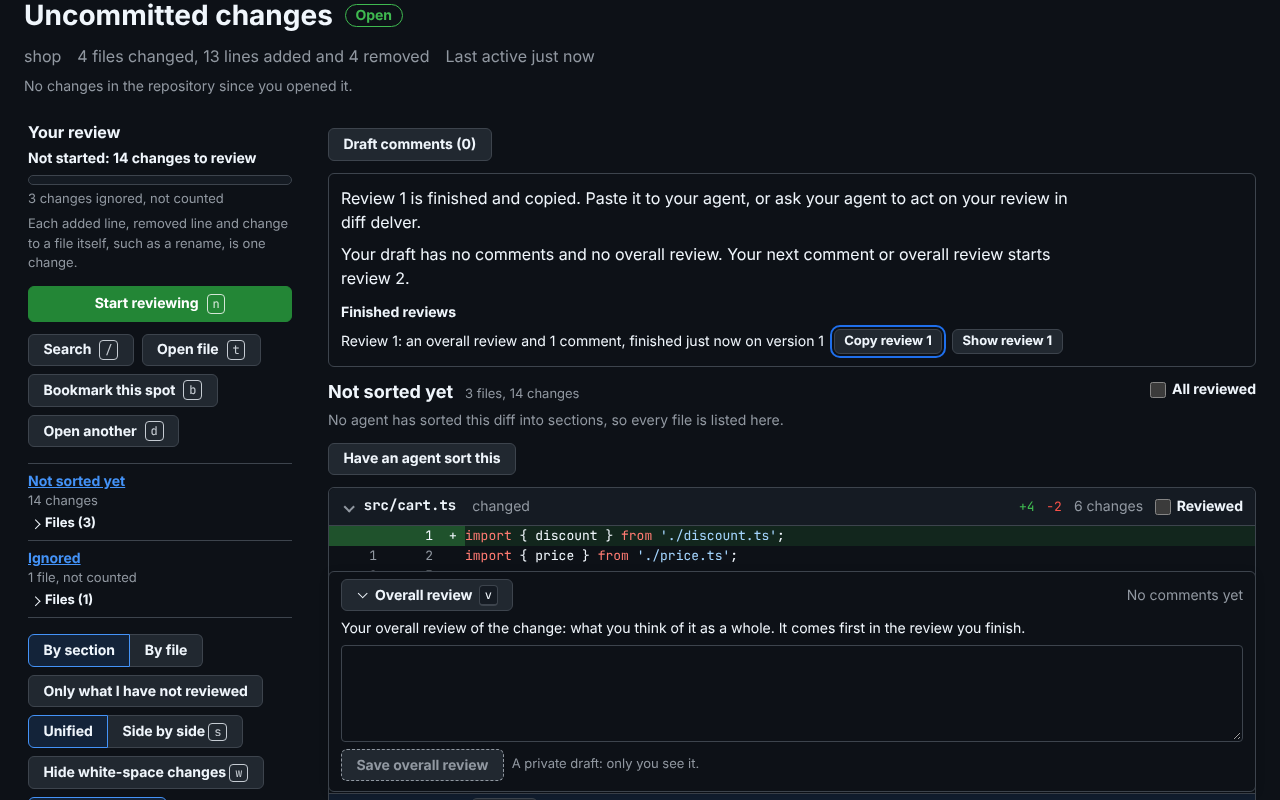 Uncommitted changes Open
shop 4 files changed, 13 lines added and 4 removed Last active just now
No changes in the repository since you opened it.
Your review
Not started: 14 changes to review
3 changes ignored, not counted
Each added line, removed line and change
to a file itself, such as a rename, is one
change.
Start reviewing n
Search / Open file t
Bookmark this spot b
Open another d
Not sorted yet
14 changes
Files (3)
Ignored
1 file, not counted
Files (1)
By section By file
Only what I have not reviewed
Unified Side by side s
Hide white-space changes w
Draft comments (0)
Review 1 is finished and copied. Paste it to your agent, or ask your agent to act on your review in
diff delver.
Your draft has no comments and no overall review. Your next comment or overall review starts
review 2.
Finished reviews
Review 1: an overall review and 1 comment, finished just now on version 1 Copy review 1 Show review 1
Not sorted yet 3 files, 14 changes All reviewed
No agent has sorted this diff into sections, so every file is listed here.
Have an agent sort this
src/cart.ts changed +4 -2 6 changes Reviewed
1 + import { discount } from './discount.ts';
1 2 import { price } from './price.ts';
Overall review v No comments yet
Your overall review of the change: what you think of it as a whole. It comes first in the review you finish.
Save overall review A private draft: only you see it.